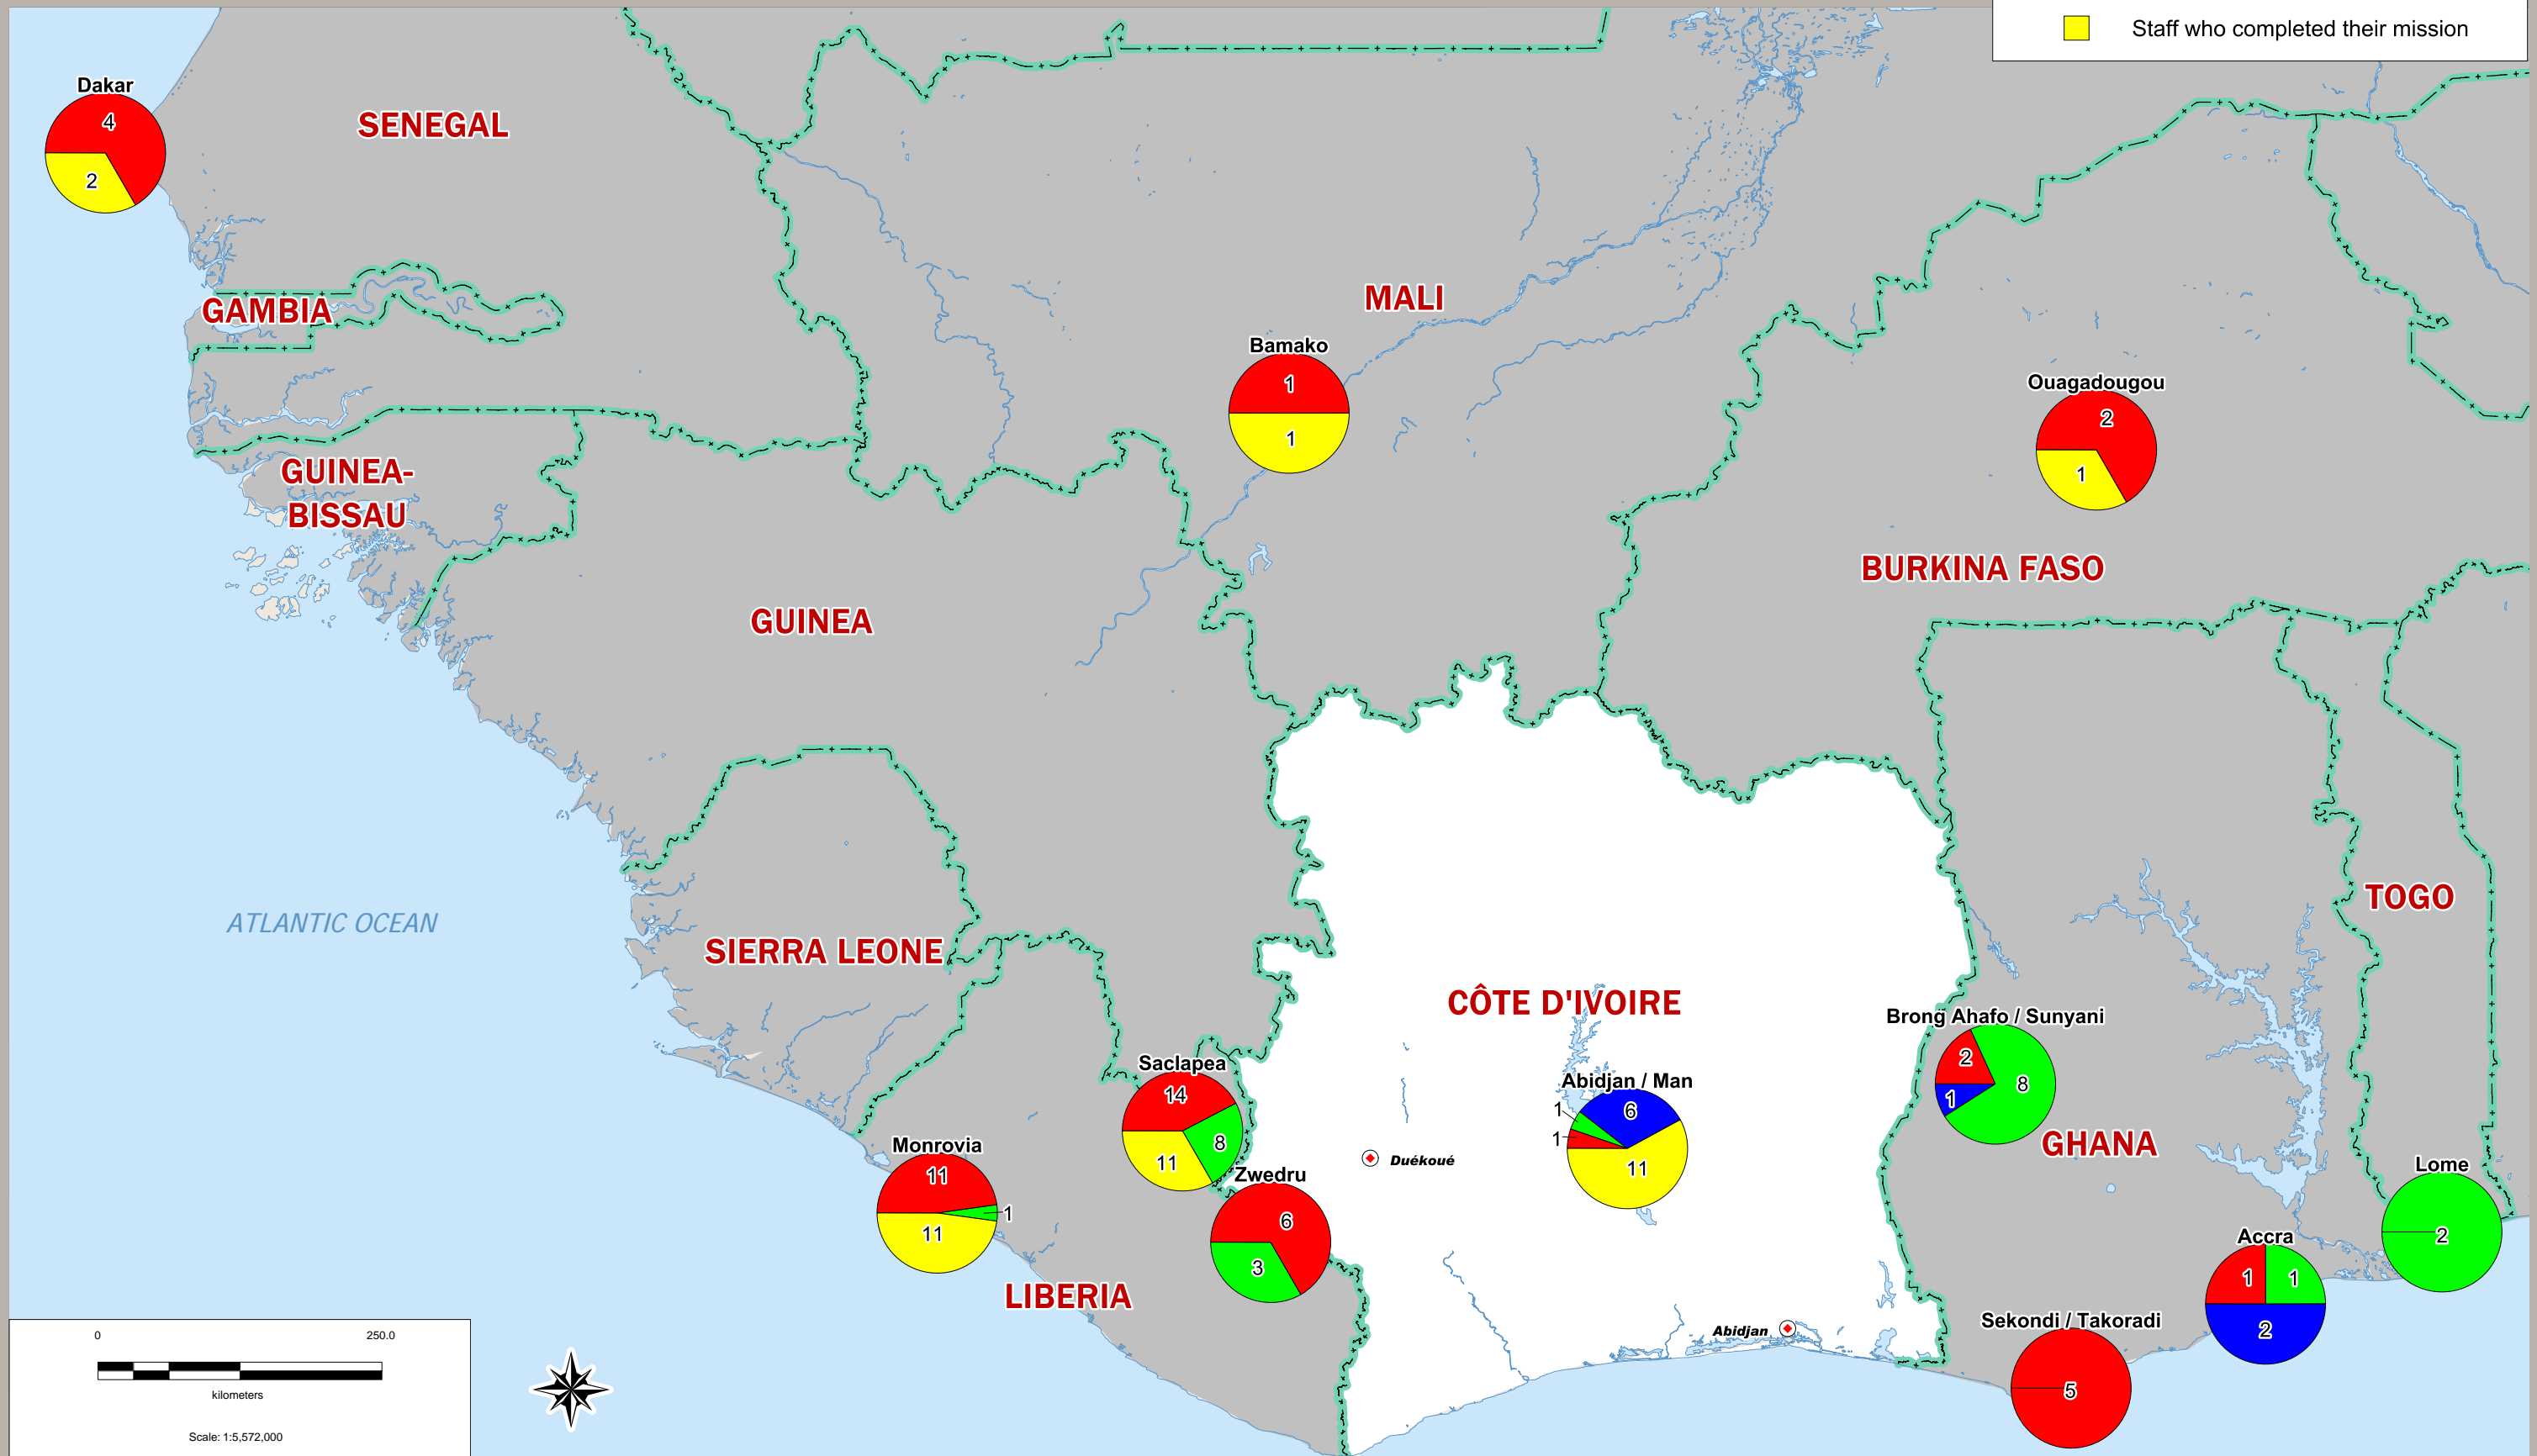 Staff who completed their mission
Dakar
4
2
SENEGAL
GAMBIA
MALI
Bamako
1
1
Ouagadougou
2
1
GUINEA-
BISSAU
BURKINA FASO
GUINEA
TOGO
ATLANTIC OCEAN
SIERRA LEONE
CÔTE D'IVOIRE
Brong Ahafo / Sunyani
2
8
1
GHANA
Saclapea
14
8
11
Abidjan / Man
1
6
1
11
Monrovia
11
1
11
Zwedru
6
3
Duékoué
Lome
2
Accra
1
1
2
LIBERIA
Sekondi / Takoradi
5
Abidjan
0 250.0
kilometers
Scale: 1:5,572,000